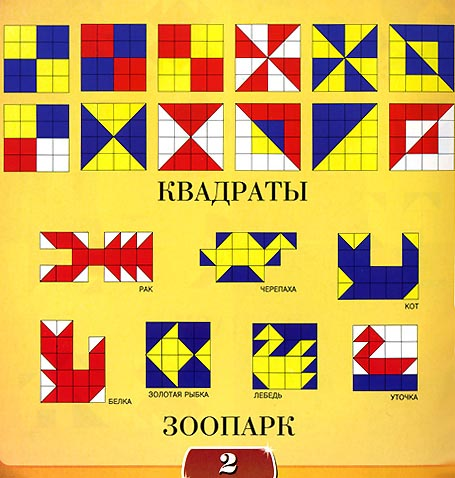 КВАДРАТЫ
РАК
ЧЕРЕПАХА
КОТ
БЕЛКА
ЗОЛОТАЯ РЫБКА
ЛЕБЕДЬ
УТОЧКА
ЗООПАРК
2